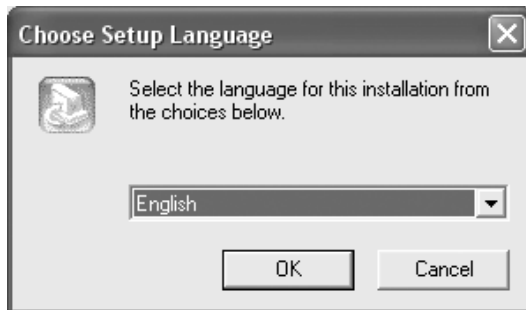 Choose Setup Language
Select the language for this installation from
the choices below.
English
OK
Cancel